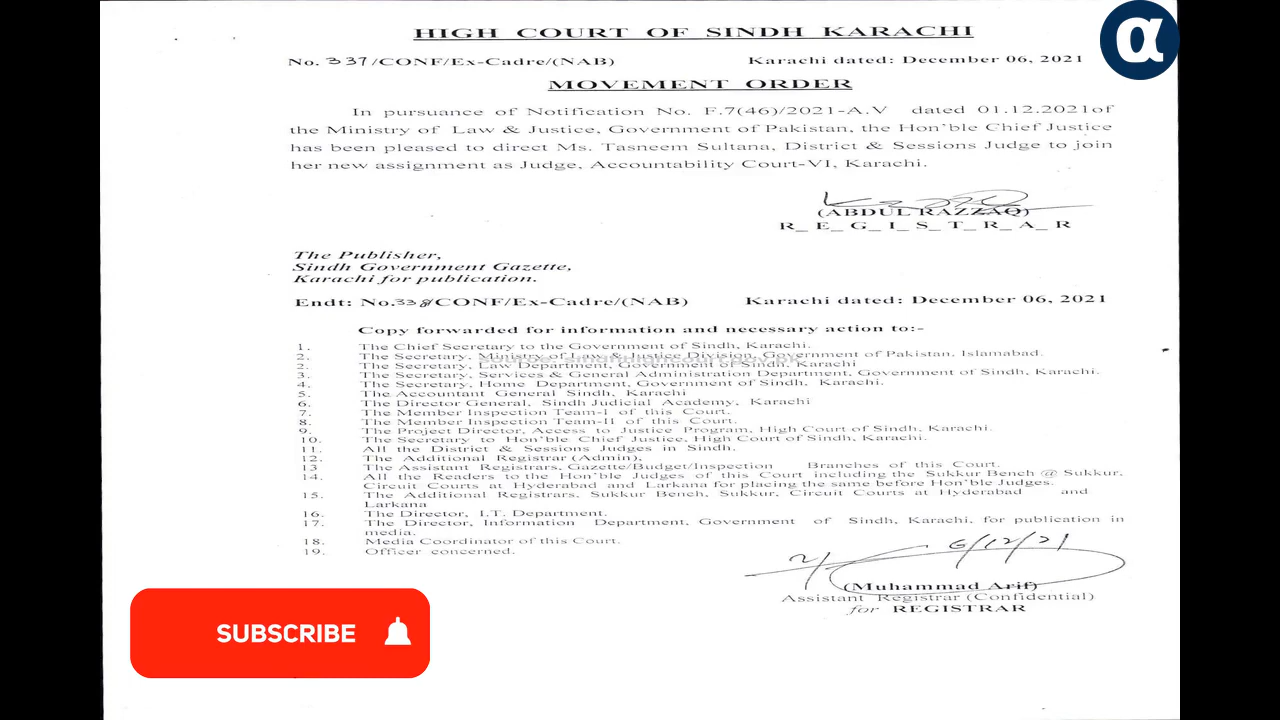 α
HIGH COURT OF SINDH KARACHI
No. 337/CONF/Ex-Cadre/(NAB) Karachi dated: December 06, 2021
MOVEMENT ORDER
In pursuance of Notification No. F.7(46)/2021-A.V dated 01.12.2021of
the Ministry of Law & Justice, Government of Pakistan, the Hon'ble Chief Justice
has been pleased to direct Ms. Tasneem Sultana, District & Sessions Judge to join
her new assignment as Judge, Accountability Court-VI, Karachi.
(ABDUL RAZZAQ)
R_E_G_I_S_T_R_A_R
The Publisher,
Sindh Government Gazette,
Karachi for publication.
Endt: No.338/CONF/Ex-Cadre/(NAB) Karachi dated: December 06, 2021
Copy forwarded for information and necessary action to:-
1. The Chief Secretary to the Government of Sindh, Karachi.
2. The Secretary, Ministry of Law & Justice Division, Government of Pakistan, Islamabad.
2. The Secretary, Law Department, Government of Sindh, Karachi
3. The Secretary, Services & General Administration Department, Government of Sindh, Karachi.
4. The Secretary, Home Department, Government of Sindh, Karachi.
5. The Accountant General Sindh, Karachi
6. The Director General, Sindh Judicial Academy, Karachi
7. The Member Inspection Team-I of this Court.
8. The Member Inspection Team-II of this Court.
9. The Project Director, Access to Justice Program, High Court of Sindh, Karachi.
10. The Secretary to Hon'ble Chief Justice, High Court of Sindh, Karachi.
11. All the District & Sessions Judges in Sindh.
12. The Additional Registrar (Admin),
13 The Assistant Registrars, Gazette/Budget/Inspection Branches of this Court.
14. All the Readers to the Hon'ble Judges of this Court including the Sukkur Bench @ Sukkur,
Circuit Courts at Hyderabad and Larkana for placing the same before Hon'ble Judges.
15. The Additional Registrars, Sukkur Bench, Sukkur, Circuit Courts at Hyderabad and
Larkana
16. The Director, I.T. Department.
17. The Director, Information Department, Government of Sindh, Karachi, for publication in
media.
18. Media Coordinator of this Court.
19. Officer concerned.
6/12/21
(Muhammad Arif)
Assistant Registrar (Confidential)
for REGISTRAR
SUBSCRIBE